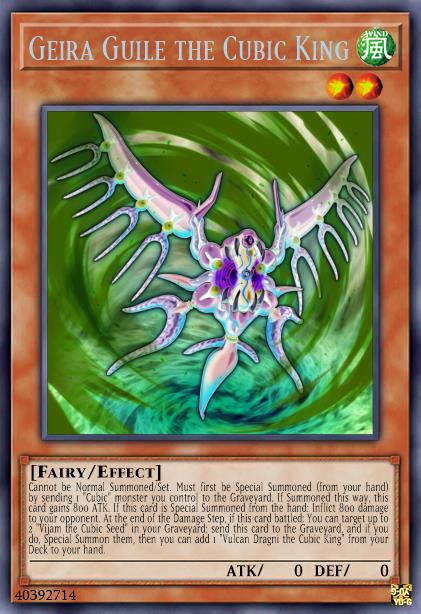 Geira Guile the Cubic King
WIND
風
[Fairy/Effect]
Cannot be Normal Summoned/Set. Must first be Special Summoned (from your hand)
by sending 1 "Cubic" monster you control to the Graveyard. If Summoned this way, this
card gains 800 ATK. If this card is Special Summoned from the hand: Inflict 800 damage
to your opponent. At the end of the Damage Step, if this card battled: You can target up
to 2 "Vijam the Cubic Seed" in your Graveyard; send this card to the Graveyard, and if you
do, Special Summon them, then you can add 1 "Vulcan Dragni the Cubic King" from your
Deck to your hand.
ATK/ 0 DEF/ 0
40392714